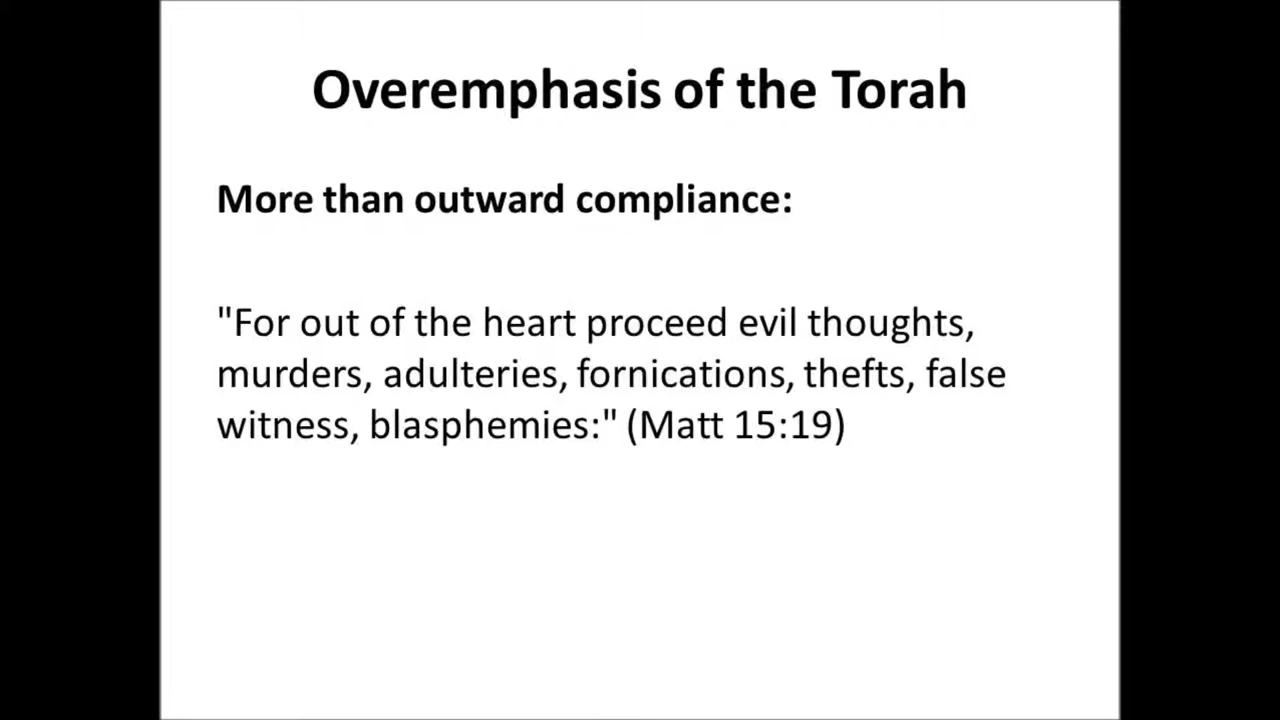 Overemphasis of the Torah
More than outward compliance:
"For out of the heart proceed evil thoughts,
murders, adulteries, fornications, thefts, false
witness, blasphemies:" (Matt 15:19)